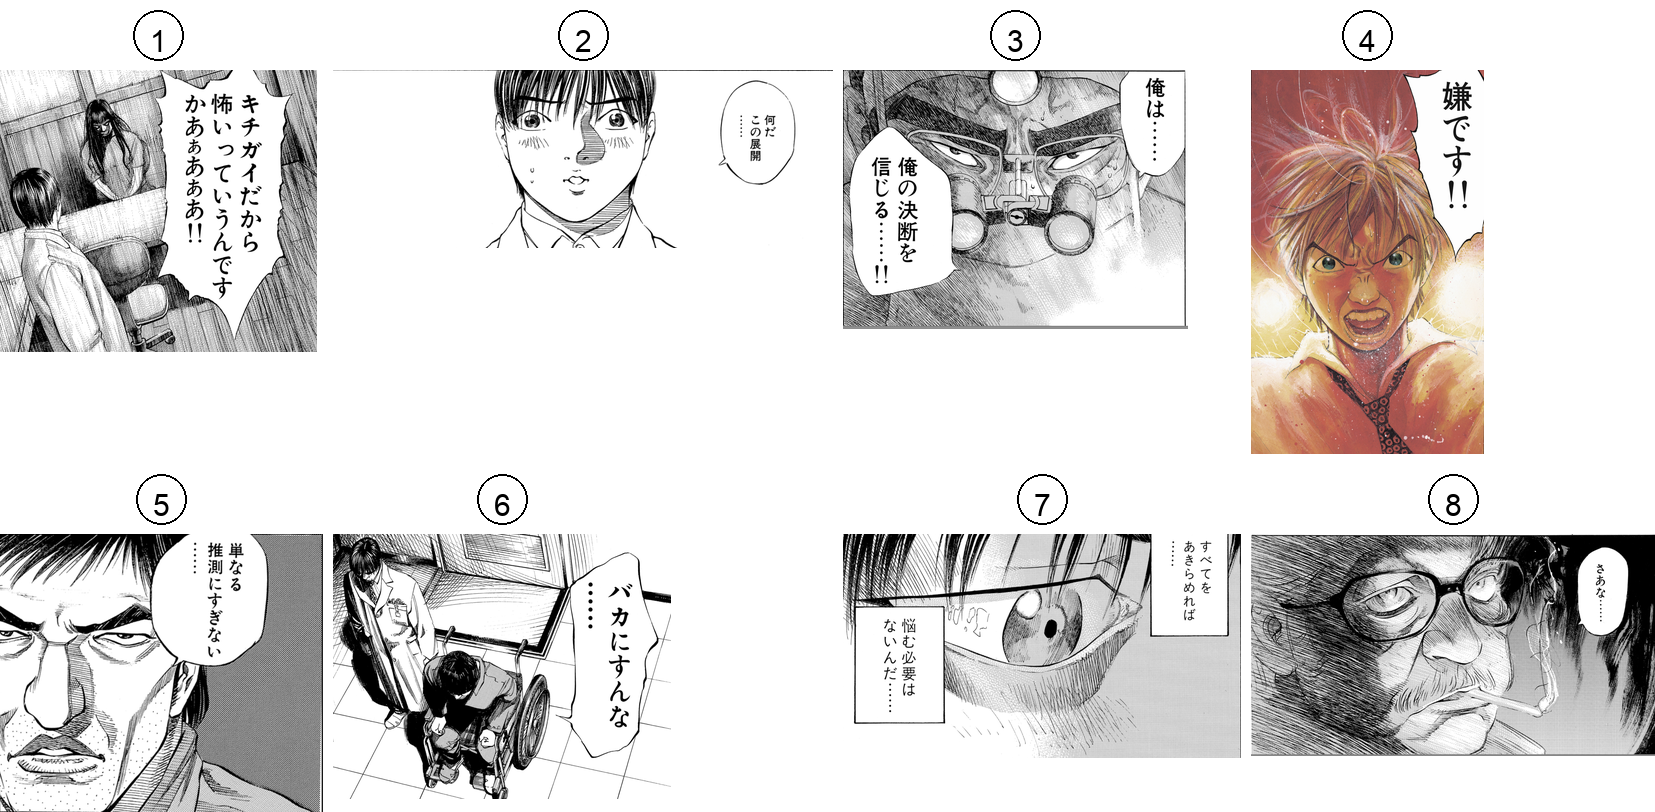 1
キチガイだから
怖いっていうんです
かあぁあぁあ!!
2
何だ
この展開
……
3
俺は……
俺の決断を
信じる……!!
4
嫌です!!
5
単なる
推測にすぎない
……
6
バカにすんな
……
7
すべてを
あきらめれば
……
悩む必要は
ないんだ……
8
さあな……